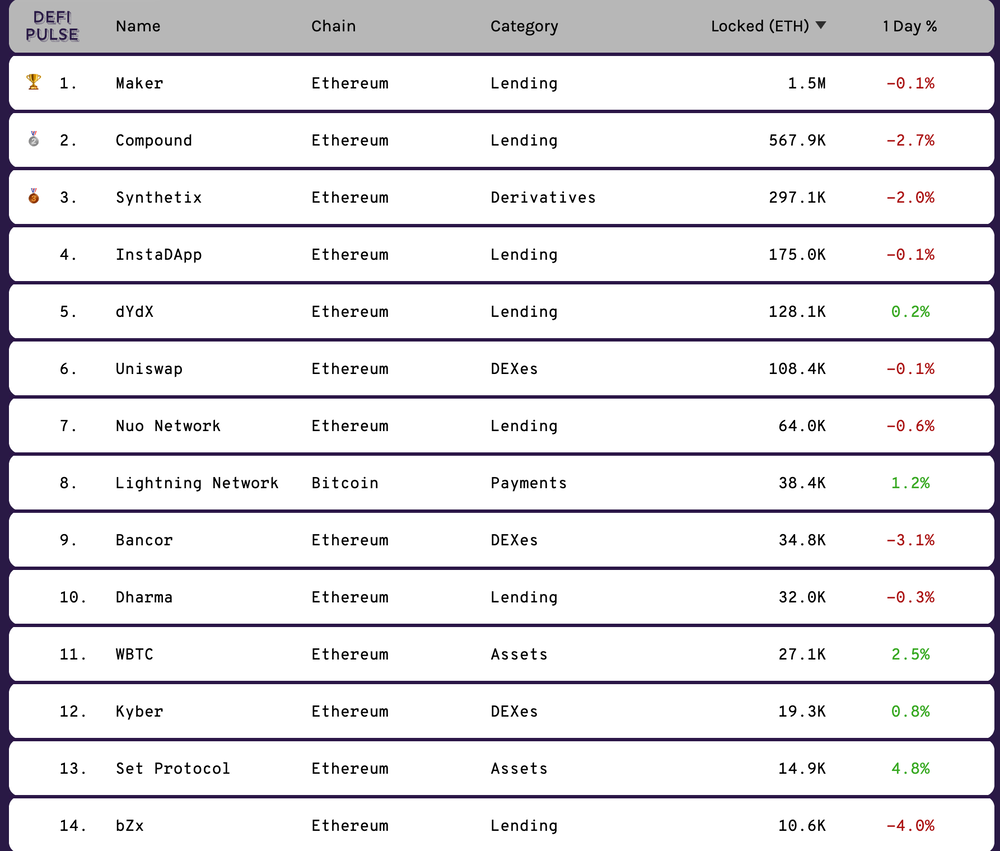 DEFI PULSE Name Chain Category Locked (ETH) ▼ 1 Day %
1. Maker Ethereum Lending 1.5M -0.1%
2. Compound Ethereum Lending 567.9K -2.7%
3. Synthetix Ethereum Derivatives 297.1K -2.0%
4. InstaDApp Ethereum Lending 175.0K -0.1%
5. dYdX Ethereum Lending 128.1K 0.2%
6. Uniswap Ethereum DEXes 108.4K -0.1%
7. Nuo Network Ethereum Lending 64.0K -0.6%
8. Lightning Network Bitcoin Payments 38.4K 1.2%
9. Bancor Ethereum DEXes 34.8K -3.1%
10. Dharma Ethereum Lending 32.0K -0.3%
11. WBTC Ethereum Assets 27.1K 2.5%
12. Kyber Ethereum DEXes 19.3K 0.8%
13. Set Protocol Ethereum Assets 14.9K 4.8%
14. bZx Ethereum Lending 10.6K -4.0%